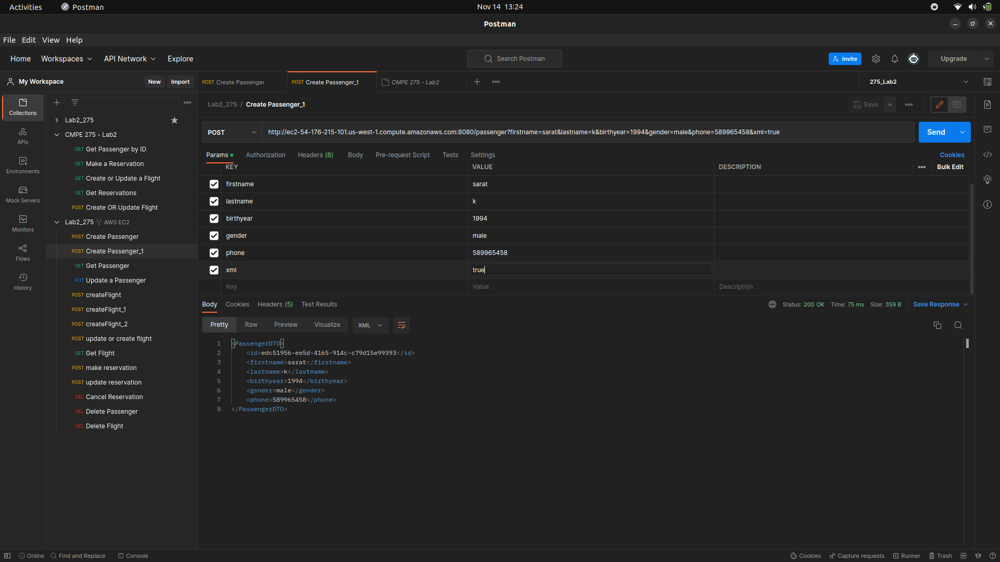 Activities Postman Nov 14 13:24
Postman
File Edit View Help
Home Workspaces API Network Explore Search Postman Invite Upgrade
My Workspace New Import POST Create Passenger POST Create Passenger_1 CMPE 275 - Lab2 275_Lab2
Collections
APIs
Environments
Mock Servers
Monitors
Flows
History
Lab2_275
CMPE 275 - Lab2
GET Get Passenger by ID
GET Make a Reservation
GET Create or Update a Flight
GET Get Reservations
POST Create OR Update Flight
Lab2_275 AWS EC2
POST Create Passenger
POST Create Passenger_1
GET Get Passenger
PUT Update a Passenger
POST createFlight
POST createFlight_1
POST createFlight_2
POST update or create flight
GET Get Flight
POST make reservation
POST update reservation
DEL Cancel Reservation
DEL Delete Passenger
DEL Delete Flight
Lab2_275 / Create Passenger_1 Save
POST http://ec2-54-176-215-101.us-west-1.compute.amazonaws.com:8080/passenger?firstname=sarat&lastname=k&birthyear=1994&gender=male&phone=589965458&xml=true Send
Params Authorization Headers (8) Body Pre-request Script Tests Settings Cookies
KEY VALUE DESCRIPTION Bulk Edit
firstname sarat
lastname k
birthyear 1994
gender male
phone 589965458
xml true
Key Value Description
Body Cookies Headers (5) Test Results Status: 200 OK Time: 75 ms Size: 359 B Save Response
Pretty Raw Preview Visualize XML
1 <PassengerDTO>
2 <id>edc51956-ee5d-4165-914c-c79d15e99393</id>
3 <firstname>sarat</firstname>
4 <lastname>k</lastname>
5 <birthyear>1994</birthyear>
6 <gender>male</gender>
7 <phone>589965458</phone>
8 </PassengerDTO>
Online Find and Replace Console Cookies Capture requests Runner Trash